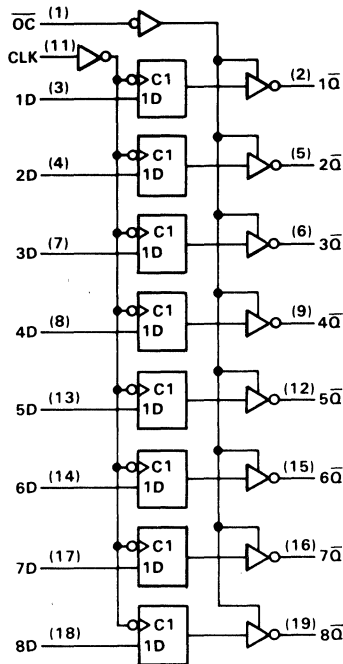 O̅C̅ (1)
CLK (11)
C1 (2) 1Q̅
1D (3) 1D
C1 (5) 2Q̅
2D (4) 1D
C1 (6) 3Q̅
3D (7) 1D
C1 (9) 4Q̅
4D (8) 1D
C1 (12) 5Q̅
5D (13) 1D
C1 (15) 6Q̅
6D (14) 1D
C1 (16) 7Q̅
7D (17) 1D
C1 (19) 8Q̅
8D (18) 1D